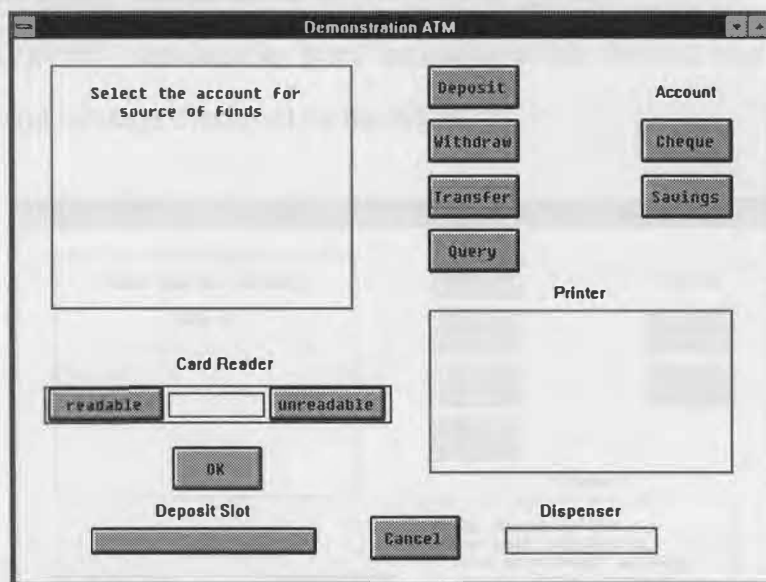 Demonstration ATM
Select the account for
source of funds
Deposit
Withdraw
Transfer
Query
Account
Cheque
Savings
Printer
Card Reader
readable
unreadable
OK
Deposit Slot
Cancel
Dispenser